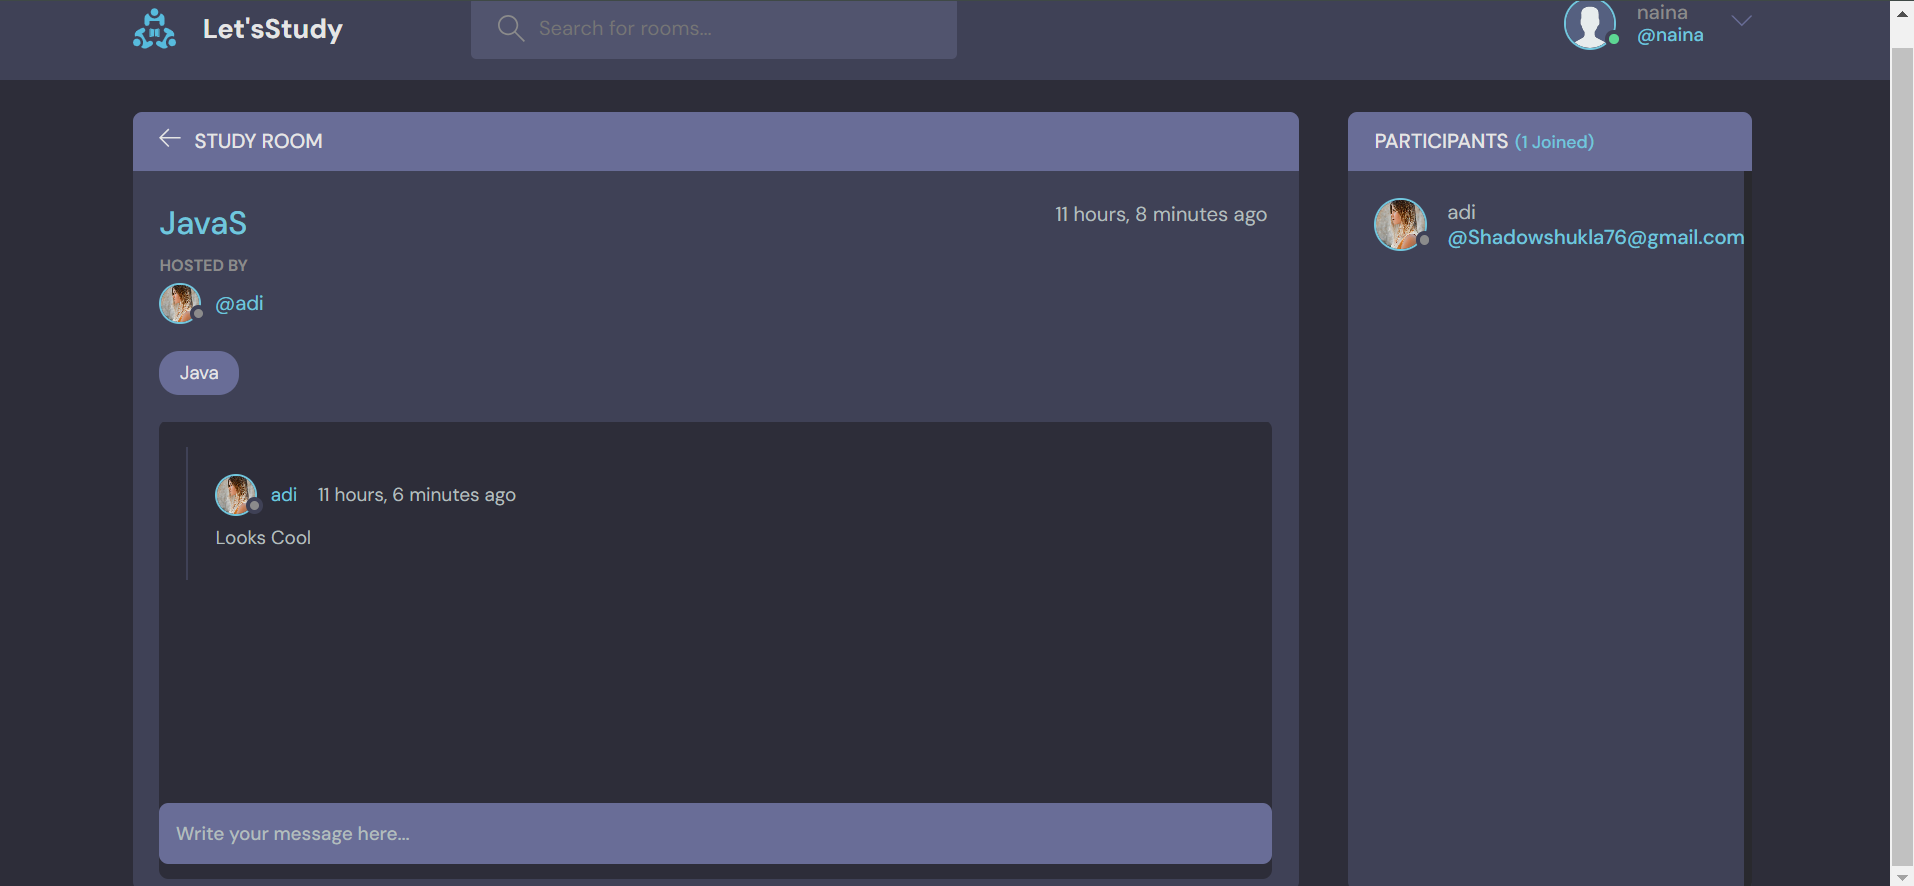 Let'sStudy
Search for rooms...
naina
@naina
STUDY ROOM
JavaS
11 hours, 8 minutes ago
HOSTED BY
@adi
Java
adi 11 hours, 6 minutes ago
Looks Cool
Write your message here...
PARTICIPANTS (1 Joined)
adi
@Shadowshukla76@gmail.com